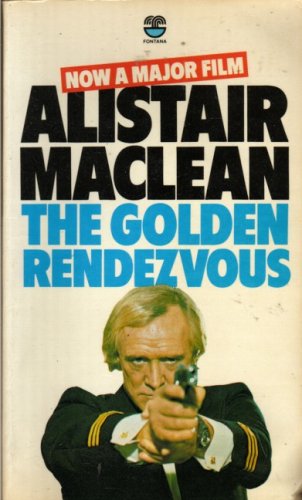 FONTANA
NOW A MAJOR FILM
ALISTAIR
MACLEAN
THE GOLDEN
RENDEZVOUS